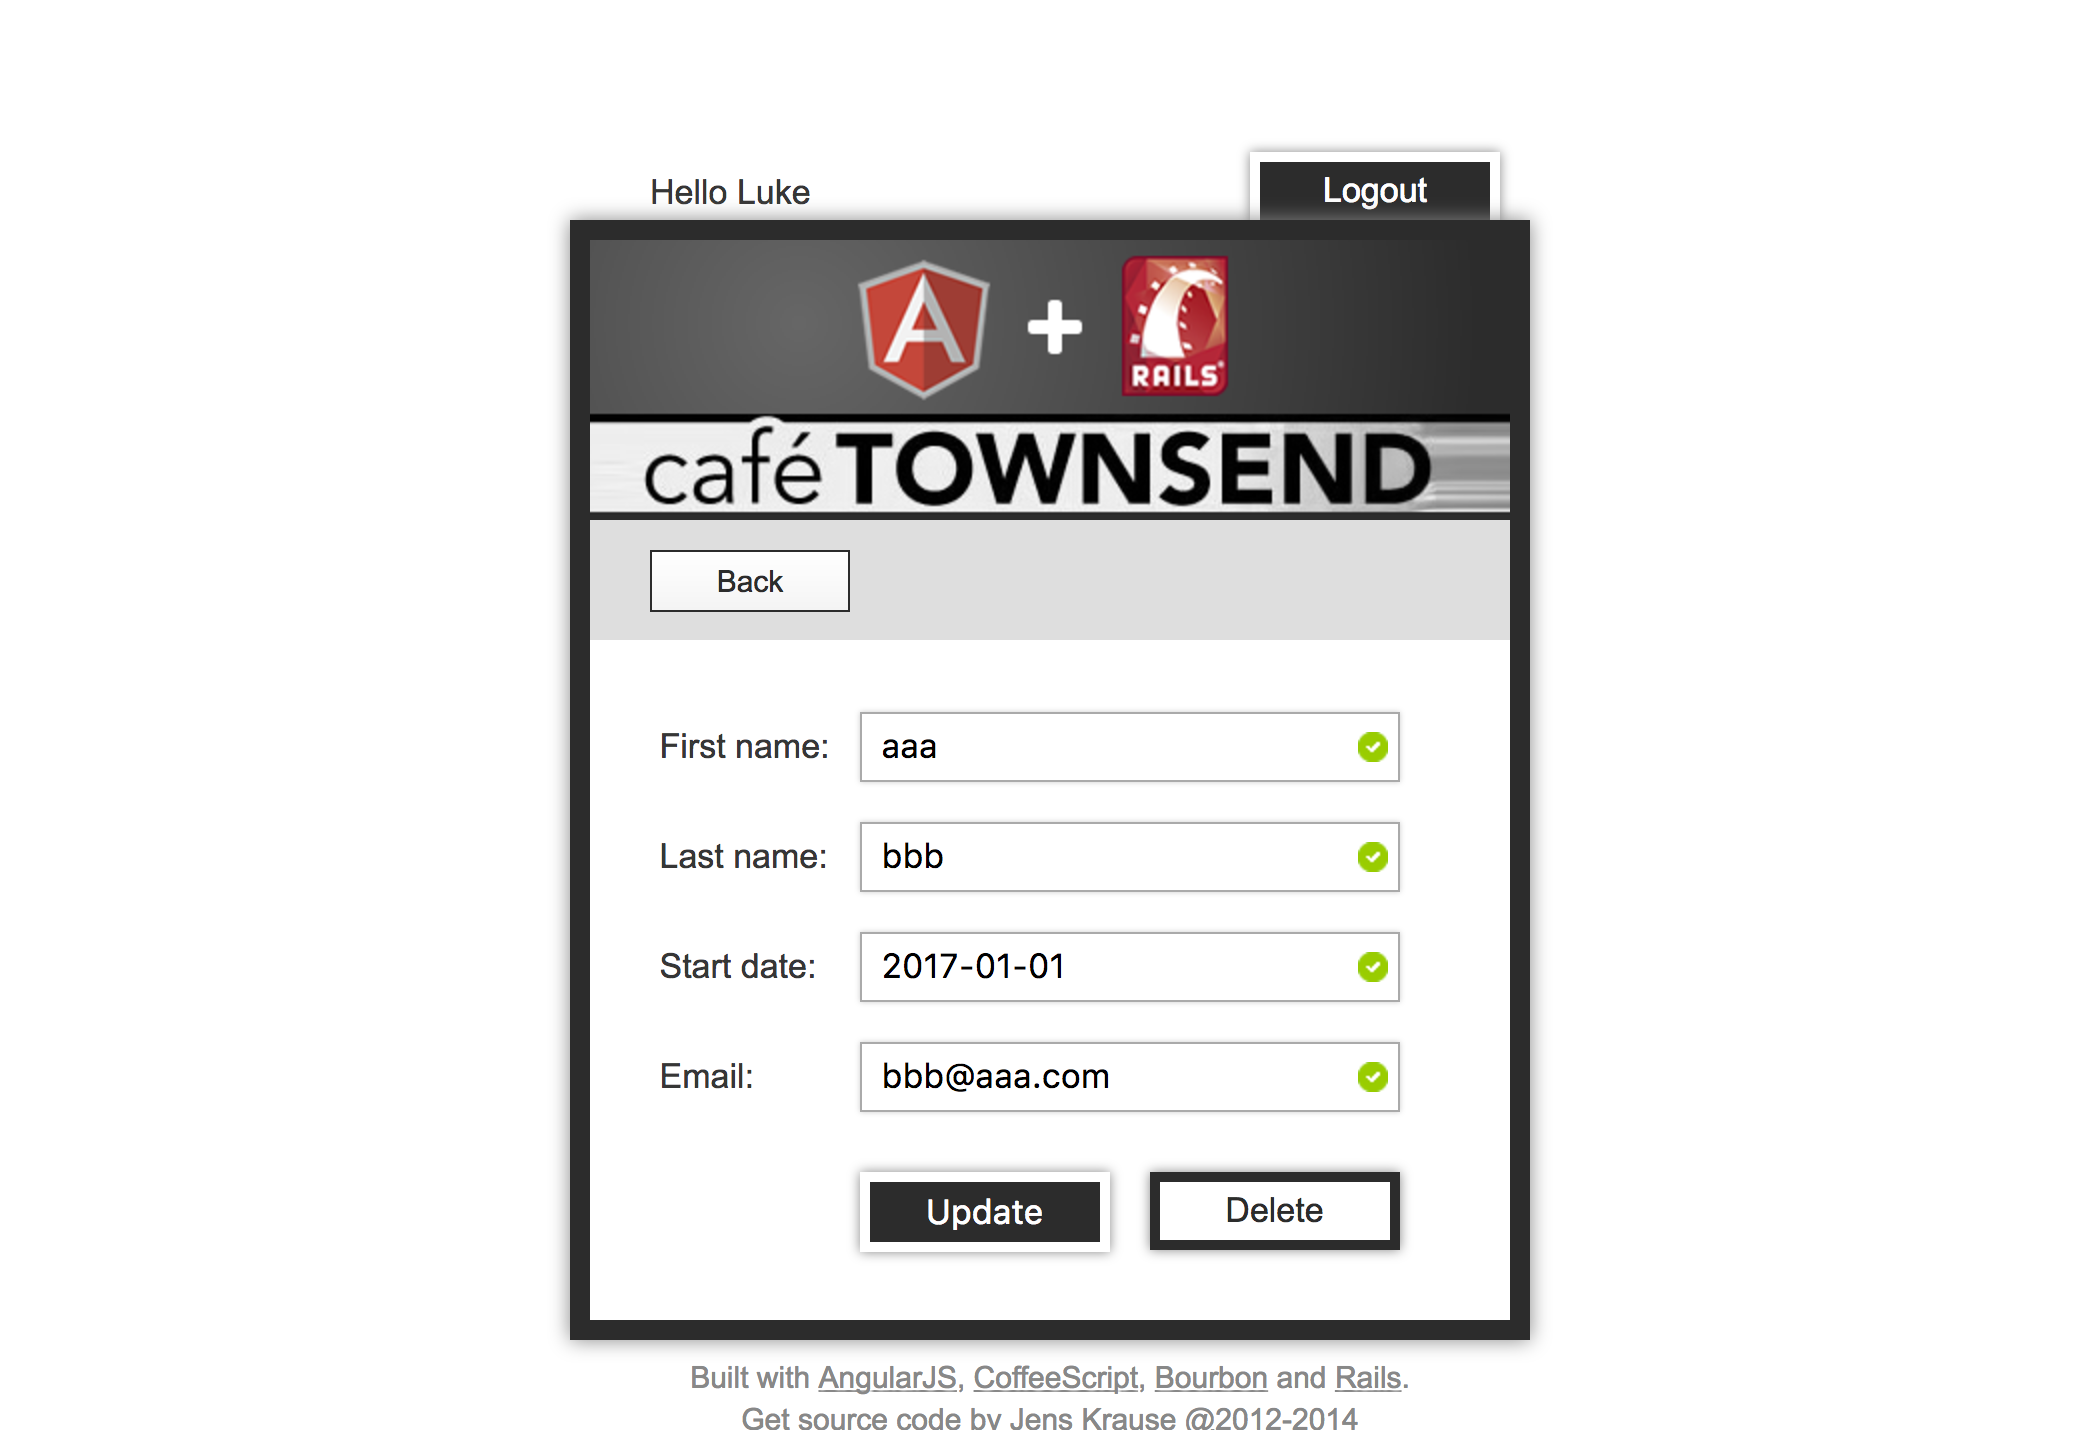 Hello Luke
Logout
RAILS
café TOWNSEND
Back
First name: aaa
Last name: bbb
Start date: 2017-01-01
Email: bbb@aaa.com
Update Delete
Built with AngularJS, CoffeeScript, Bourbon and Rails.
Get source code by Jens Krause @2012-2014